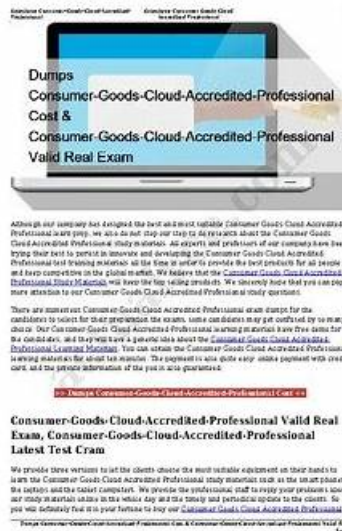 Dumps
Consumer-Goods-Cloud-Accredited-Professional
Cost &
Consumer-Goods-Cloud-Accredited-Professional
Valid Real Exam
Although our company has designed the best and most suitable Consumer Goods Cloud Accredited
Professional learn prep, we also do not stop our step to do research about the Consumer Goods
Cloud Accredited Professional study materials. All experts and professors of our company have been
trying their best to persist in innovate and developing the Consumer Goods Cloud Accredited
Professional test training materials all the time in order to provide the best products for all people
and keep competitive in the global market. We believe that the Consumer Goods Cloud Accredited
Professional Study Materials will keep the top selling products. We sincerely hope that you can pay
more attention to our Consumer Goods Cloud Accredited Professional study questions.
There are numerous Consumer Goods Cloud Accredited Professional exam dumps for the
candidates to select for their preparation the exams, some candidates may get confused by so many
choice. Our Consumer Goods Cloud Accredited Professional learning materials have free demo for
the candidates, and they will have a general idea about the Consumer Goods Cloud Accredited
Professional Learning Materials. You can obtain the Consumer Goods Cloud Accredited Professional
learning materials for about ten minutes. The payment is also quite easy: online payment with credit
card, and the private information of you is also guaranteed.
>> Dumps Consumer-Goods-Cloud-Accredited-Professional Cost <<
Consumer-Goods-Cloud-Accredited-Professional Valid Real
Exam, Consumer-Goods-Cloud-Accredited-Professional
Latest Test Cram
We provide three versions to let the clients choose the most suitable equipment on their hands to
learn the Consumer Goods Cloud Accredited Professional study materials such as the smart phones,
the laptops and the tablet computers. We provide the professional staff to reply your problems about
our study materials online in the whole day and the timely and periodical update to the clients. So
you will definitely feel it is your fortune to buy our Consumer Goods Cloud Accredited Professional